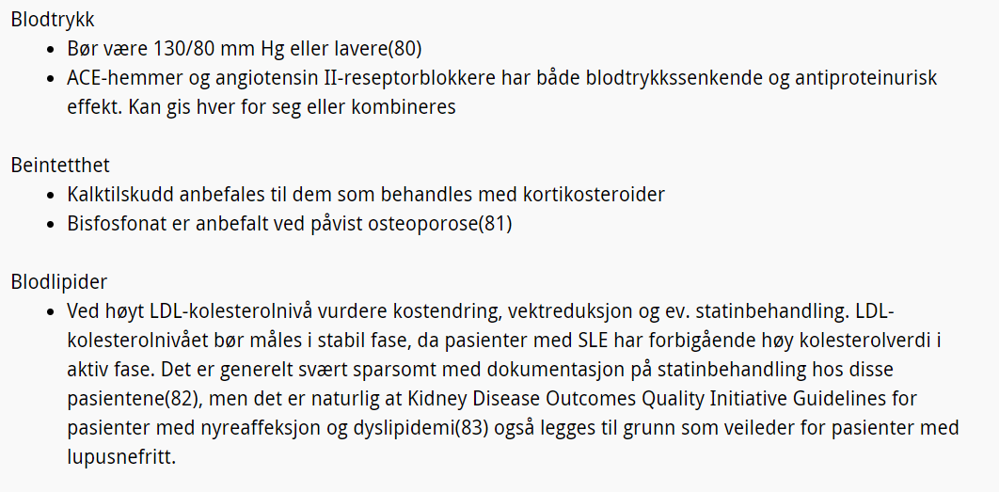 Blodtrykk
• Bør være 130/80 mm Hg eller lavere(80)
• ACE-hemmer og angiotensin II-reseptorblokkere har både blodtrykkssenkende og antiproteinurisk
effekt. Kan gis hver for seg eller kombineres
Beintetthet
• Kalktilskudd anbefales til dem som behandles med kortikosteroider
• Bisfosfonat er anbefalt ved påvist osteoporose(81)
Blodlipider
• Ved høyt LDL-kolesterolnivå vurdere kostendring, vektreduksjon og ev. statinbehandling. LDL-
kolesterolnivået bør måles i stabil fase, da pasienter med SLE har forbigående høy kolesterolverdi i
aktiv fase. Det er generelt svært sparsomt med dokumentasjon på statinbehandling hos disse
pasientene(82), men det er naturlig at Kidney Disease Outcomes Quality Initiative Guidelines for
pasienter med nyreaffeksjon og dyslipidemi(83) også legges til grunn som veileder for pasienter med
lupusnefritt.